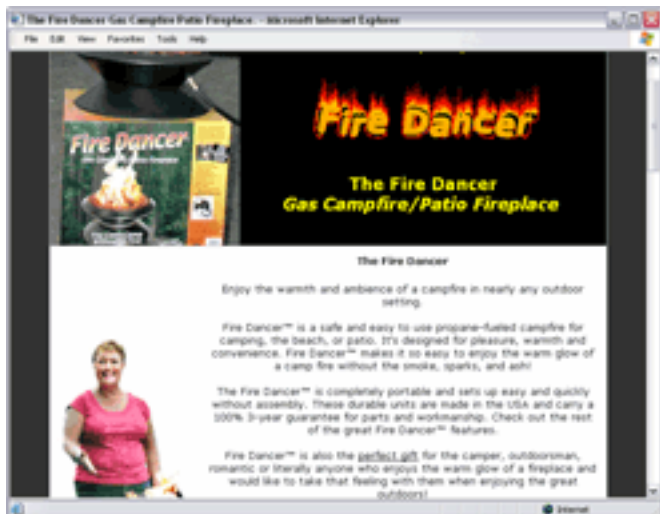 The Fire Dancer Gas Campfire Patio Fireplace. - Microsoft Internet Explorer
File Edit View Favorites Tools Help
Fire Dancer
Fire Dancer
The Fire Dancer
Gas Campfire/Patio Fireplace
The Fire Dancer
Enjoy the warmth and ambience of a campfire in nearly any outdoor
setting.
Fire Dancer™ is a safe and easy to use propane-fueled campfire for
camping, the beach, or patio. It's designed for pleasure, warmth and
convenience. Fire Dancer™ makes it so easy to enjoy the warm glow of
a camp fire without the smoke, sparks, and ash!
The Fire Dancer™ is completely portable and sets up easy and quickly
without assembly. These durable units are made in the USA and carry a
100% 3-year guarantee for parts and workmanship. Check out the rest
of the great Fire Dancer™ features.
Fire Dancer™ is also the perfect gift for the camper, outdoorsman,
romantic or literally anyone who enjoys the warm glow of a fireplace and
would like to take that feeling with them when enjoying the great
outdoors!
Internet